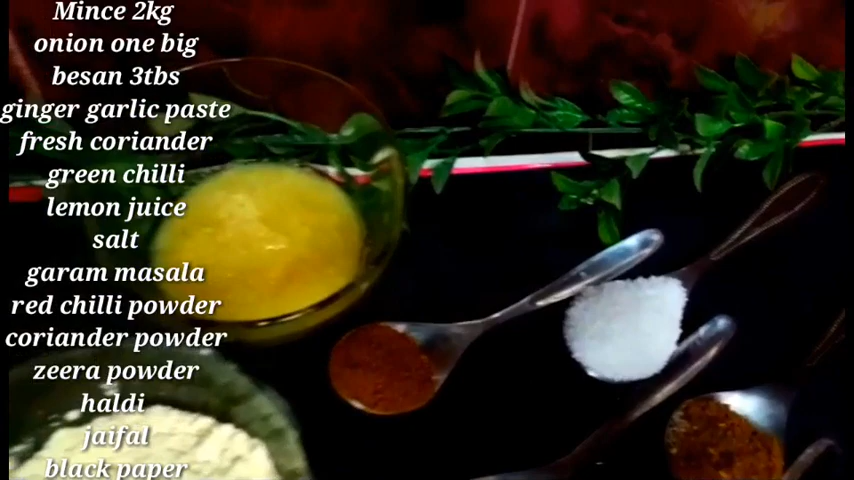 Mince 2kg
onion one big
besan 3tbs
ginger garlic paste
fresh coriander
green chilli
lemon juice
salt
garam masala
red chilli powder
coriander powder
zeera powder
haldi
jaifal
black paper